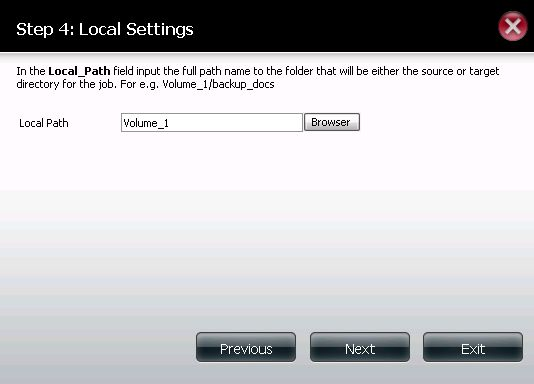 Step 4: Local Settings
In the Local_Path field input the full path name to the folder that will be either the source or target
directory for the job. For e.g. Volume_1/backup_docs
Local Path Volume_1 Browser
Previous Next Exit